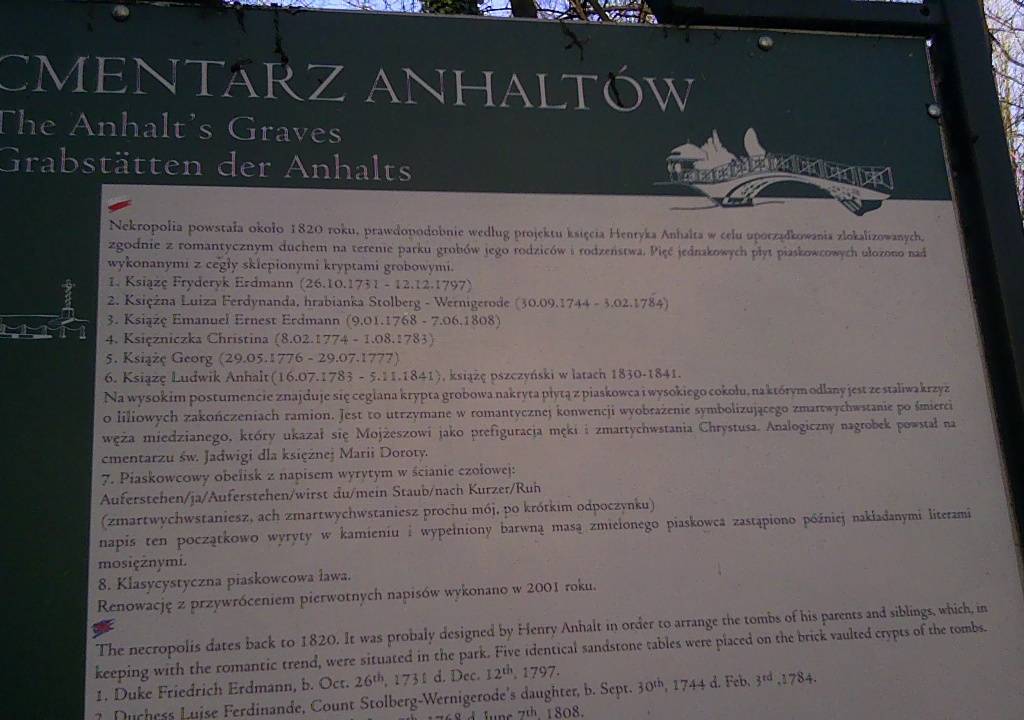 CMENTARZ ANHALTÓW
The Anhalt's Graves
Grabstätten der Anhalts
Nekropolia powstała około 1820 roku, prawdopodobnie według projektu księcia Henryka Anhalta w celu uporządkowania zlokalizowanych,
zgodnie z romantycznym duchem na terenie parku grobów jego rodziców i rodzeństwa. Pięć jednakowych płyt piaskowcowych ułożono nad
wykonanymi z cegły sklepionymi kryptami grobowymi.
1. Książę Fryderyk Erdmann (26.10.1731 - 12.12.1797)
2. Księżna Luiza Ferdynanda, hrabianka Stolberg - Wernigerode (30.09.1744 - 3.02.1784)
3. Książę Emanuel Ernest Erdmann (9.01.1768 - 7.06.1808)
4. Księżniczka Christina (8.02.1774 - 1.08.1783)
5. Książę Georg (29.05.1776 - 29.07.1777)
6. Książę Ludwik Anhalt(16.07.1783 - 5.11.1841), książę pszczyński w latach 1830-1841.
Na wysokim postumencie znajduje się ceglana krypta grobowa nakryta płytą z piaskowca i wysokiego cokołu, na którym odlany jest ze staliwa krzyż
o liliowych zakończeniach ramion. Jest to utrzymane w romantycznej konwencji wyobrażenie symbolizującego zmartwychwstanie po śmierci
węża miedzianego, który ukazał się Mojżeszowi jako prefiguracja męki i zmartychwstania Chrystusa. Analogiczny nagrobek powstał na
cmentarzu św. Jadwigi dla księżnej Marii Doroty.
7. Piaskowcowy obelisk z napisem wyrytym w ścianie czołowej:
Auferstehen/ja/Auferstehen/wirst du/mein Staub/nach Kurzer/Ruh
(zmartwychwstaniesz, ach zmartwychwstaniesz prochu mój, po krótkim odpoczynku)
napis ten początkowo wyryty w kamieniu i wypełniony barwną masą zmielonego piaskowca zastąpiono później nakładanymi literami
mosiężnymi.
8. Klasycystyczna piaskowcowa ława.
Renowację z przywróceniem pierwotnych napisów wykonano w 2001 roku.
The necropolis dates back to 1820. It was probaly designed by Henry Anhalt in order to arrange the tombs of his parents and siblings, which, in
keeping with the romantic trend, were situated in the park. Five identical sandstone tables were placed on the brick vaulted crypts of the tombs.
1. Duke Friedrich Erdmann, b. Oct. 26th, 1731 d. Dec. 12th, 1797.
2. Duchess Luise Ferdinande, Count Stolberg-Wernigerode's daughter, b. Sept. 30th, 1744 d. Feb. 3rd ,1784.
1768 d. June 7th, 1808.